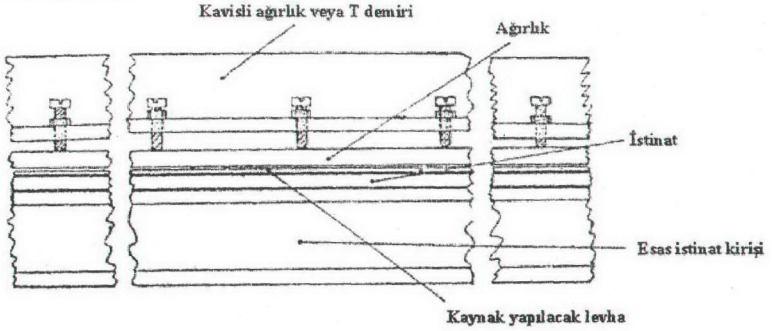 Kavisli ağırlık veya T demiri
Ağırlık
İstinat
Esas istinat kirişi
Kaynak yapılacak levha